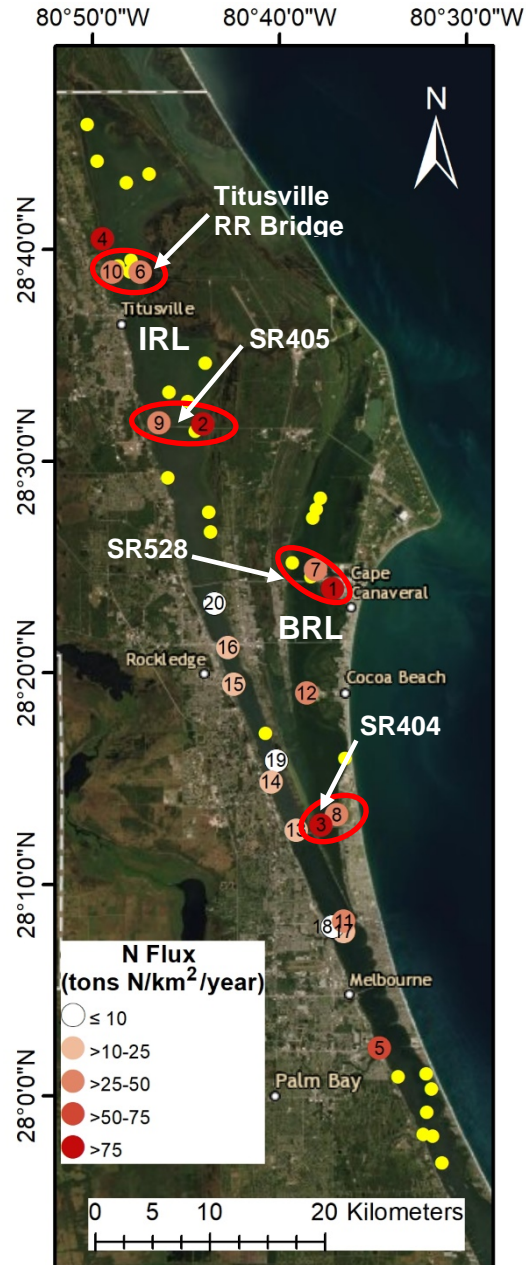 80°50'0"W 80°40'0"W 80°30'0"W
N
Titusville
RR Bridge
28°40'0"N
4
10
6
Titusville
IRL
SR405
9
2
28°30'0"N
SR528
7
1
Cape
Canaveral
20
BRL
16
Rockledge
15
28°20'0"N
12
Cocoa Beach
SR404
19
14
8
3
13
28°10'0"N
11
18
17
N Flux
(tons N/km²/year)
≤ 10
>10-25
>25-50
>50-75
>75
Melbourne
5
28°0'0"N
Palm Bay
0 5 10 20 Kilometers